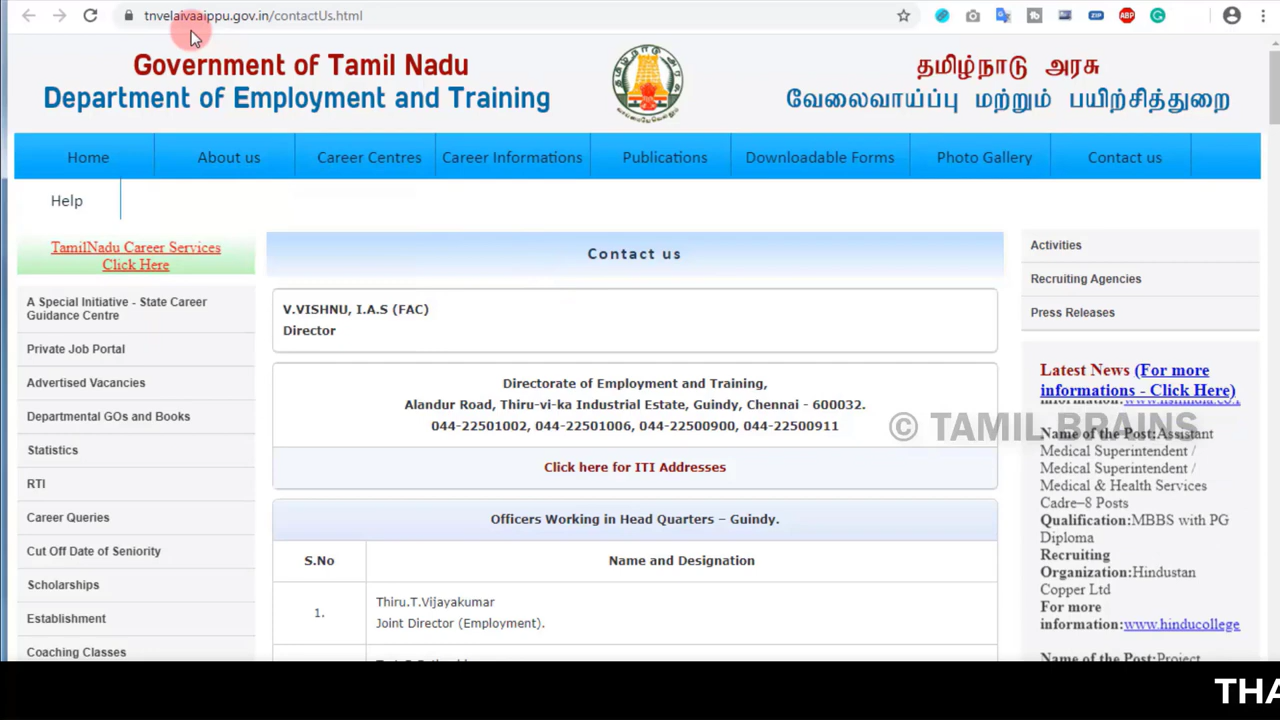 tnvelaivaaippu.gov.in/contactUs.html
ZIP
ABP
Government of Tamil Nadu
Department of Employment and Training
தமிழ்நாடு அரசு
வேலைவாய்ப்பு மற்றும் பயிற்சித்துறை
Home
About us
Career Centres
Career Informations
Publications
Downloadable Forms
Photo Gallery
Contact us
Help
TamilNadu Career Services
Click Here
A Special Initiative - State Career
Guidance Centre
Private Job Portal
Advertised Vacancies
Departmental GOs and Books
Statistics
RTI
Career Queries
Cut Off Date of Seniority
Scholarships
Establishment
Coaching Classes
Contact us
V.VISHNU, I.A.S (FAC)
Director
Directorate of Employment and Training,
Alandur Road, Thiru-vi-ka Industrial Estate, Guindy, Chennai - 600032.
044-22501002, 044-22501006, 044-22500900, 044-22500911
Click here for ITI Addresses
Officers Working in Head Quarters – Guindy.
S.No
Name and Designation
1.
Thiru.T.Vijayakumar
Joint Director (Employment).
Activities
Recruiting Agencies
Press Releases
Latest News (For more
informations - Click Here)
© TAMIL BRAINS
Name of the Post:Assistant
Medical Superintendent /
Medical Superintendent /
Medical & Health Services
Cadre–8 Posts
Qualification:MBBS with PG
Diploma
Recruiting
Organization:Hindustan
Copper Ltd
For more
information:www.hinducollege
Name of the Post:Project
THA